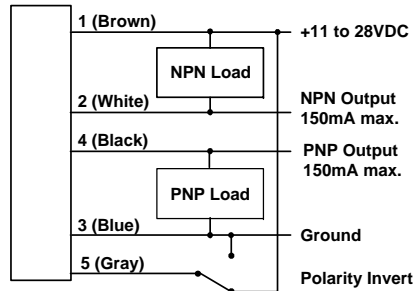 1 (Brown)
+11 to 28VDC
NPN Load
2 (White)
NPN Output
150mA max.
4 (Black)
PNP Output
150mA max.
PNP Load
3 (Blue)
Ground
5 (Gray)
Polarity Invert